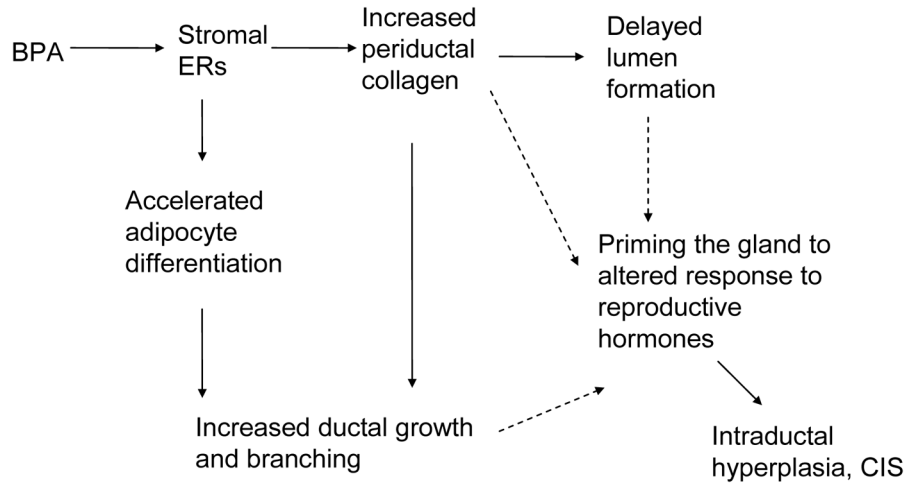 BPA
Stromal
ERs
Increased
periductal
collagen
Delayed
lumen
formation
Accelerated
adipocyte
differentiation
Priming the gland to
altered response to
reproductive
hormones
Increased ductal growth
and branching
Intraductal
hyperplasia, CIS